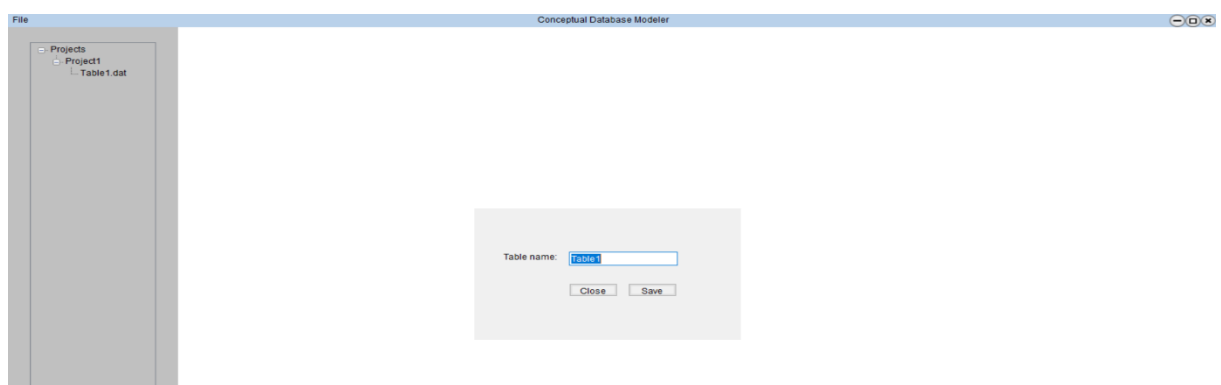 File
Conceptual Database Modeler
Projects
Project1
Table1.dat
Table name:
Table1
Close
Save